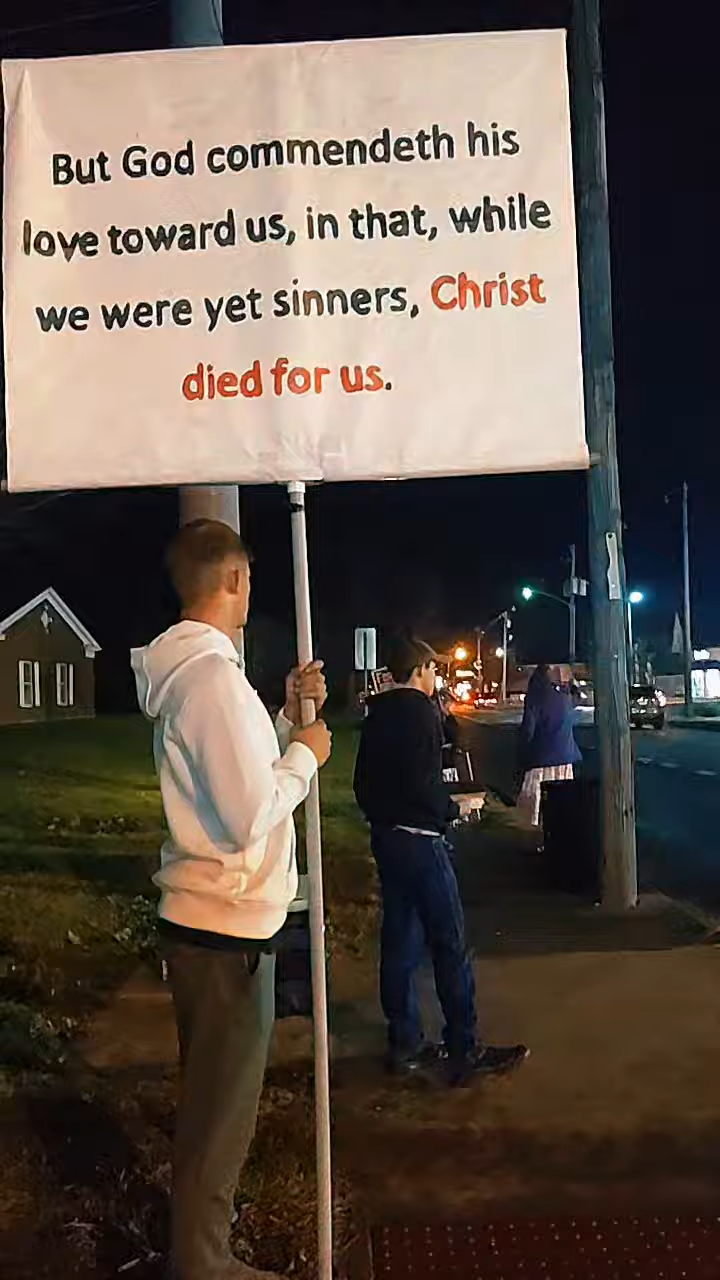 But God commendeth his
love toward us, in that, while
we were yet sinners, Christ
died for us.